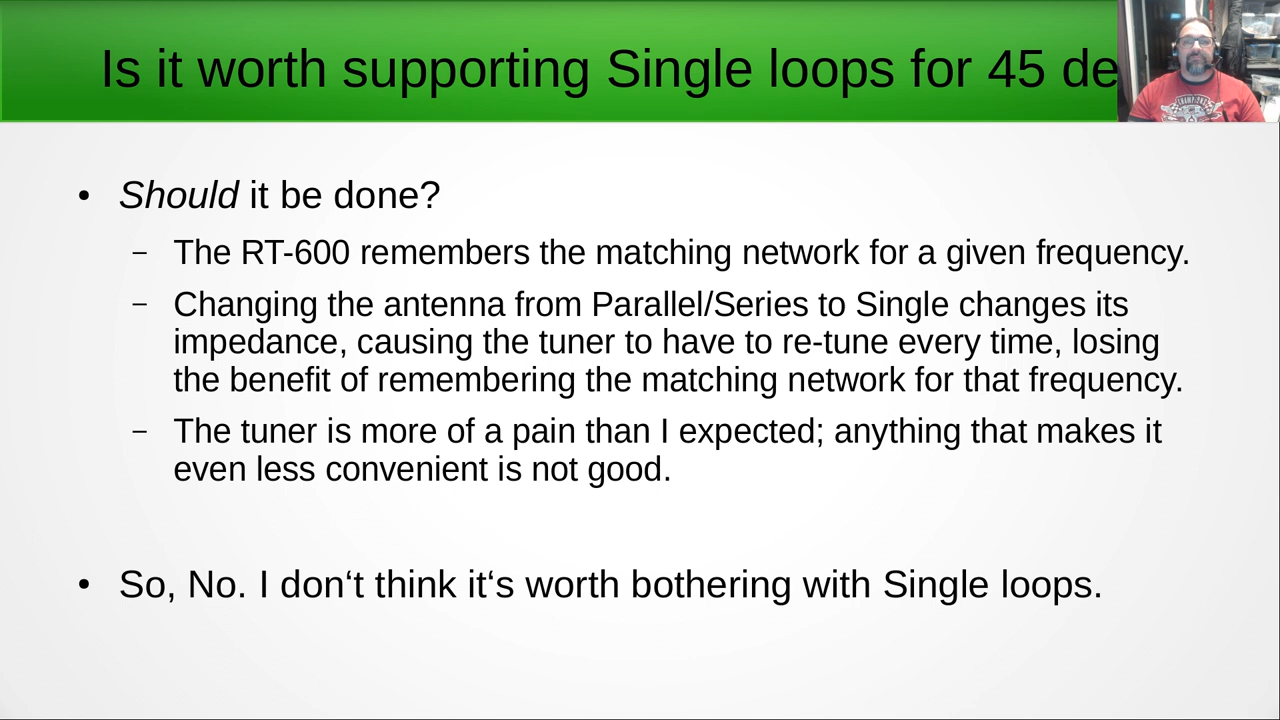 Is it worth supporting Single loops for 45 de
CHAMPIONS
• Should it be done?
– The RT-600 remembers the matching network for a given frequency.
– Changing the antenna from Parallel/Series to Single changes its
impedance, causing the tuner to have to re-tune every time, losing
the benefit of remembering the matching network for that frequency.
– The tuner is more of a pain than I expected; anything that makes it
even less convenient is not good.
• So, No. I don‘t think it‘s worth bothering with Single loops.